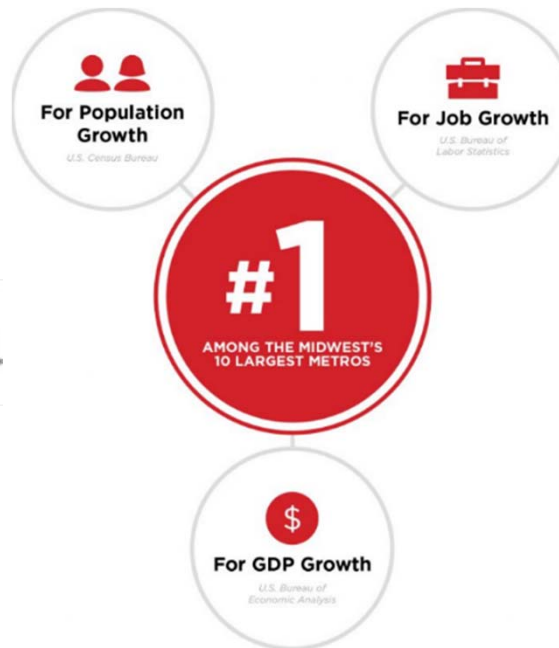 For Population
Growth
U.S. Census Bureau
For Job Growth
U.S. Bureau of
Labor Statistics
#1
AMONG THE MIDWEST'S
10 LARGEST METROS
$
For GDP Growth
U.S. Bureau of
Economic Analysis